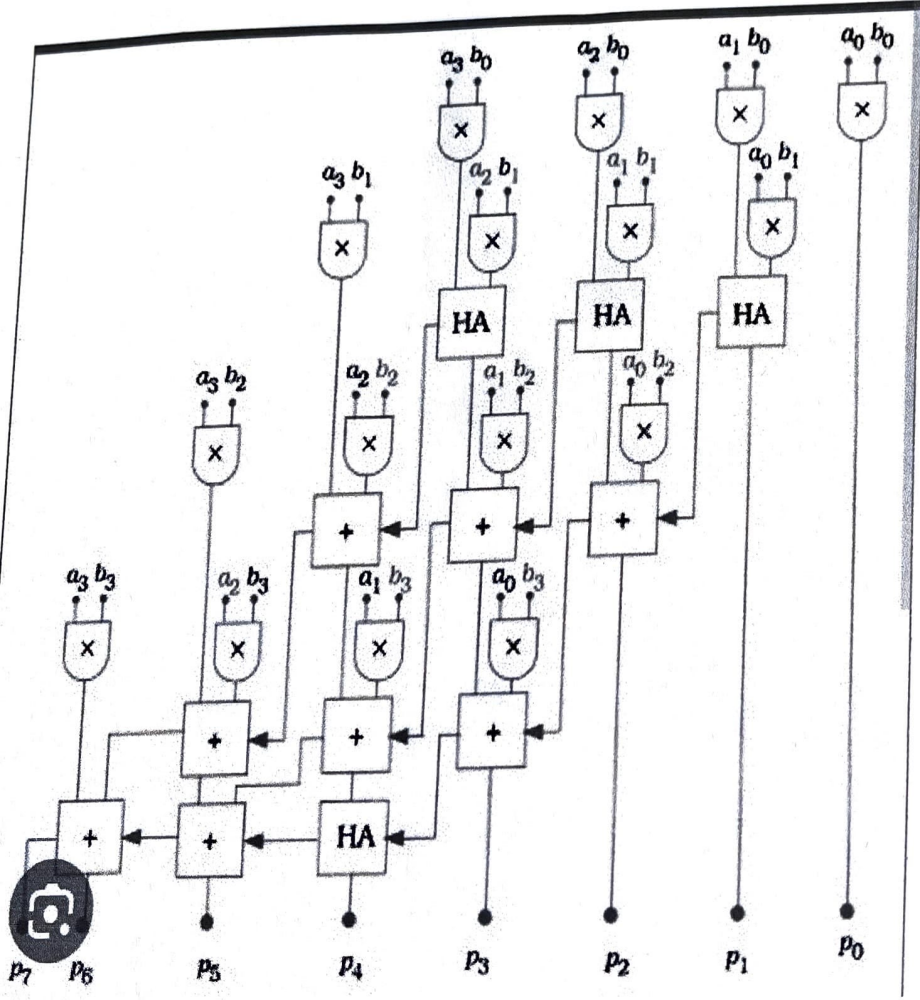 a₃ b₀ a₂ b₀ a₁ b₀ a₀ b₀
× × × ×
a₃ b₁ a₂ b₁ a₁ b₁ a₀ b₁
× × × ×
HA HA HA
a₃ b₂ a₂ b₂ a₁ b₂ a₀ b₂
× × × ×
+ + +
a₃ b₃ a₂ b₃ a₁ b₃ a₀ b₃
× × × ×
+ + +
+ + HA
p₇ p₆ p₅ p₄ p₃ p₂ p₁ p₀